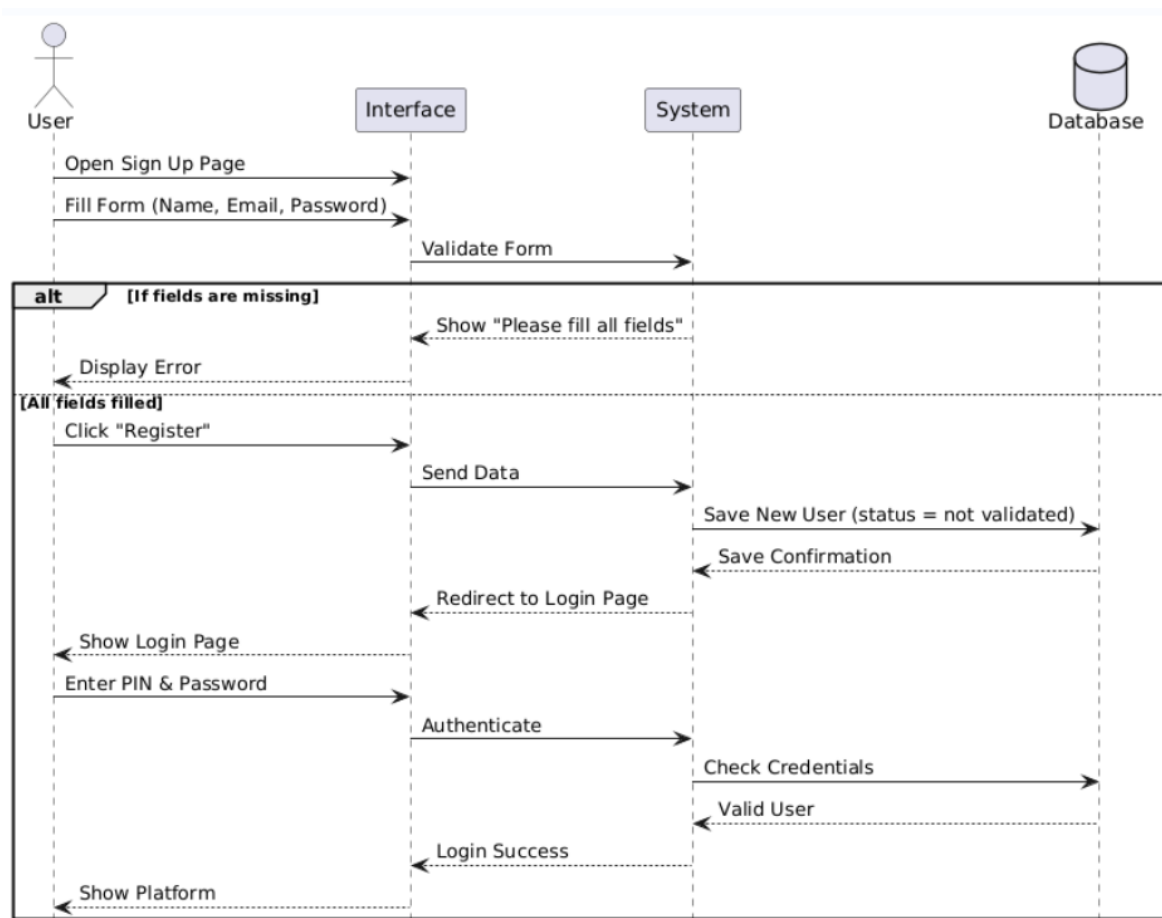 User
Interface
System
Database
Open Sign Up Page
Fill Form (Name, Email, Password)
Validate Form
alt [If fields are missing]
Show "Please fill all fields"
Display Error
[All fields filled]
Click "Register"
Send Data
Save New User (status = not validated)
Save Confirmation
Redirect to Login Page
Show Login Page
Enter PIN & Password
Authenticate
Check Credentials
Valid User
Login Success
Show Platform